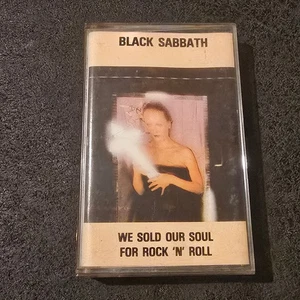 BLACK SABBATH
WE SOLD OUR SOUL
FOR ROCK 'N' ROLL